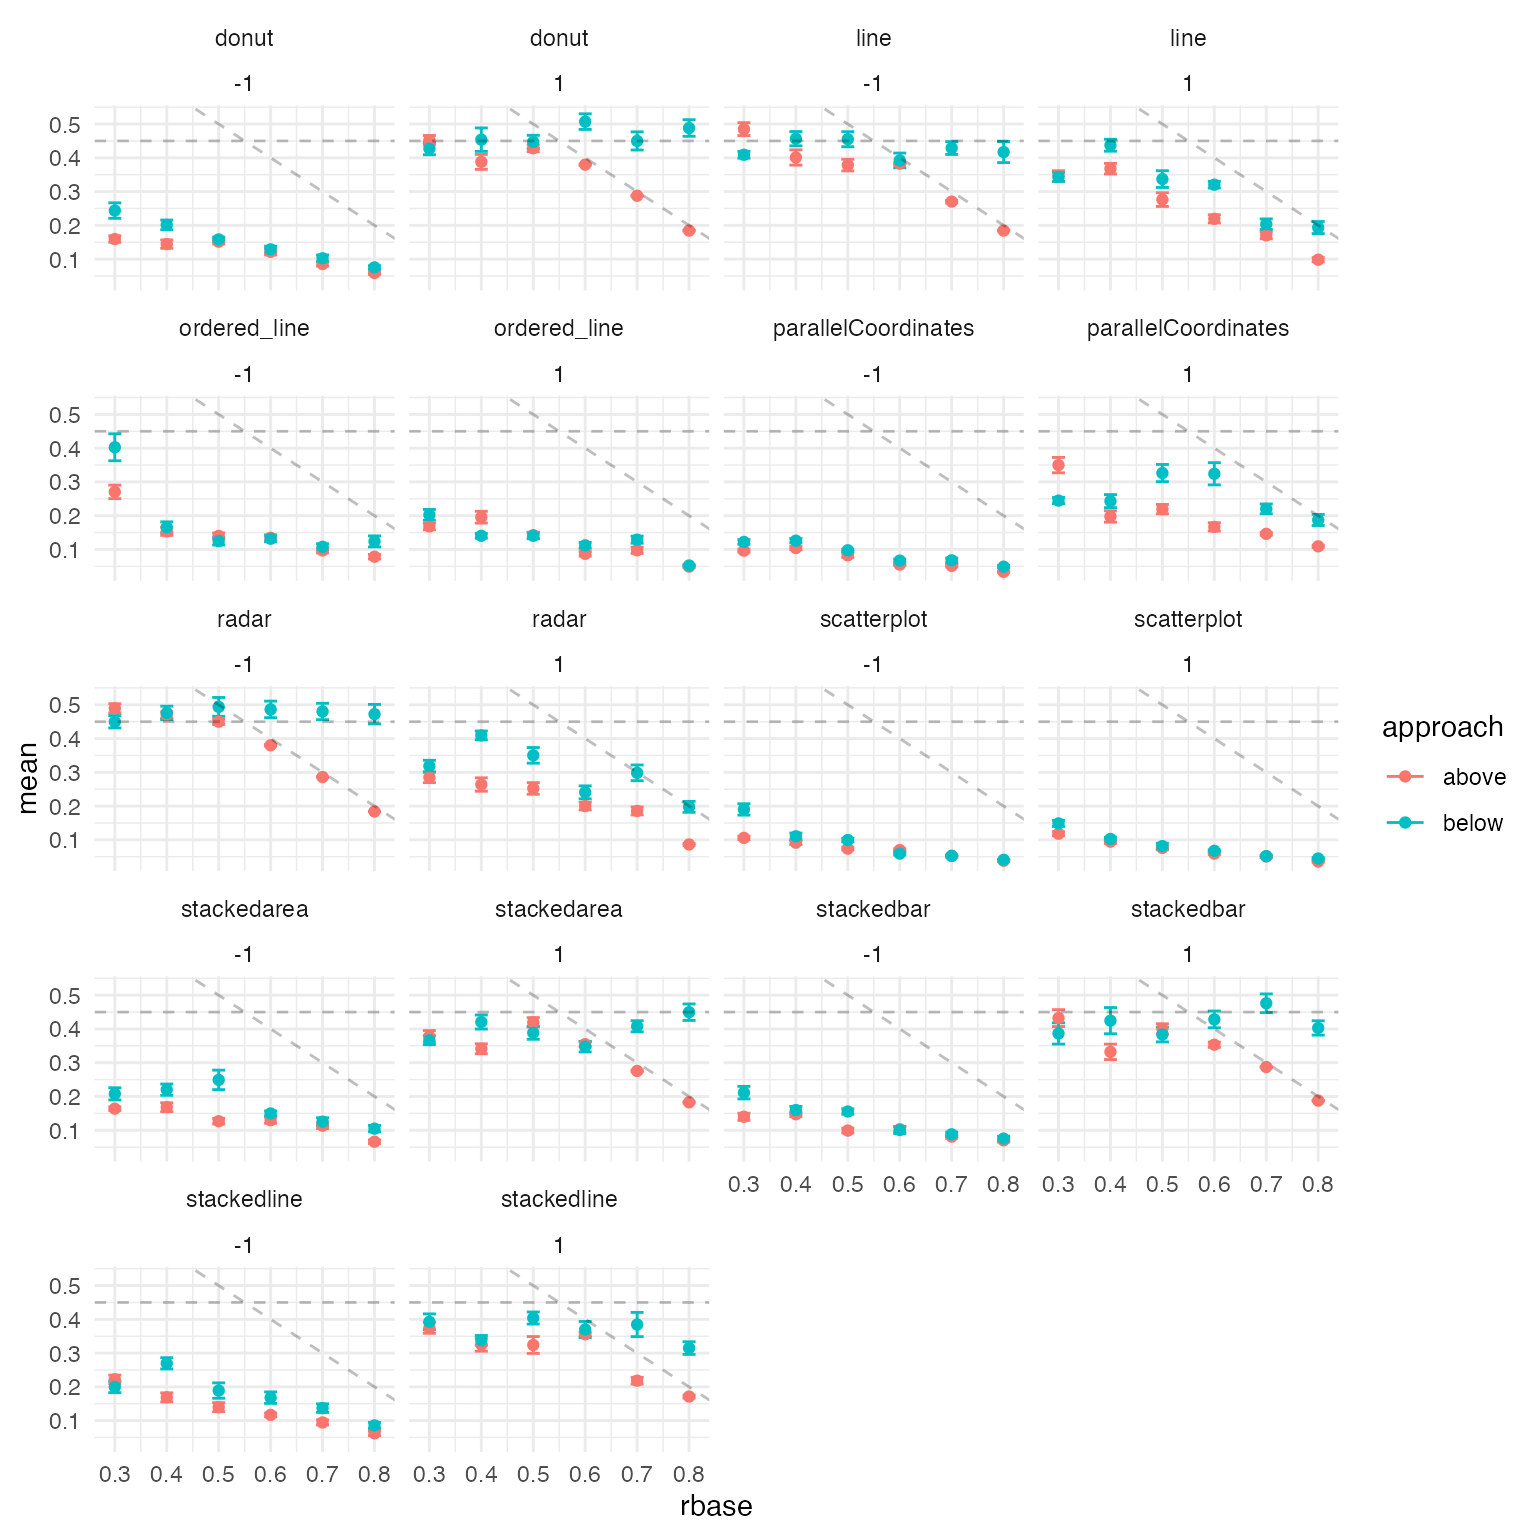 donut donut line line
-1 1 -1 1
0.5
0.4
0.3
0.2
0.1
ordered_line ordered_line parallelCoordinates parallelCoordinates
-1 1 -1 1
0.5
0.4
0.3
0.2
0.1
radar radar scatterplot scatterplot
-1 1 -1 1
0.5
0.4
0.3
0.2
0.1
mean
approach
above
below
stackedarea stackedarea stackedbar stackedbar
-1 1 -1 1
0.5
0.4
0.3
0.2
0.1
0.3 0.4 0.5 0.6 0.7 0.8 0.3 0.4 0.5 0.6 0.7 0.8
stackedline stackedline
-1 1
0.5
0.4
0.3
0.2
0.1
0.3 0.4 0.5 0.6 0.7 0.8 0.3 0.4 0.5 0.6 0.7 0.8
rbase